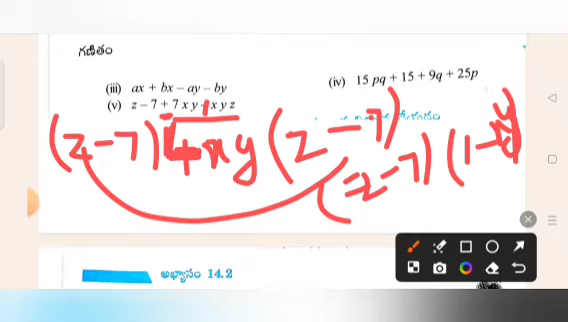 గణితం
(iii) ax + bx – ay – by
(iv) 15 pq + 15 + 9q + 25p
(v) z – 7 + 7 x y – x y z
(z-7) + xy (z-7)
(z-7) (1-xy)
అభ్యాసం 14.2